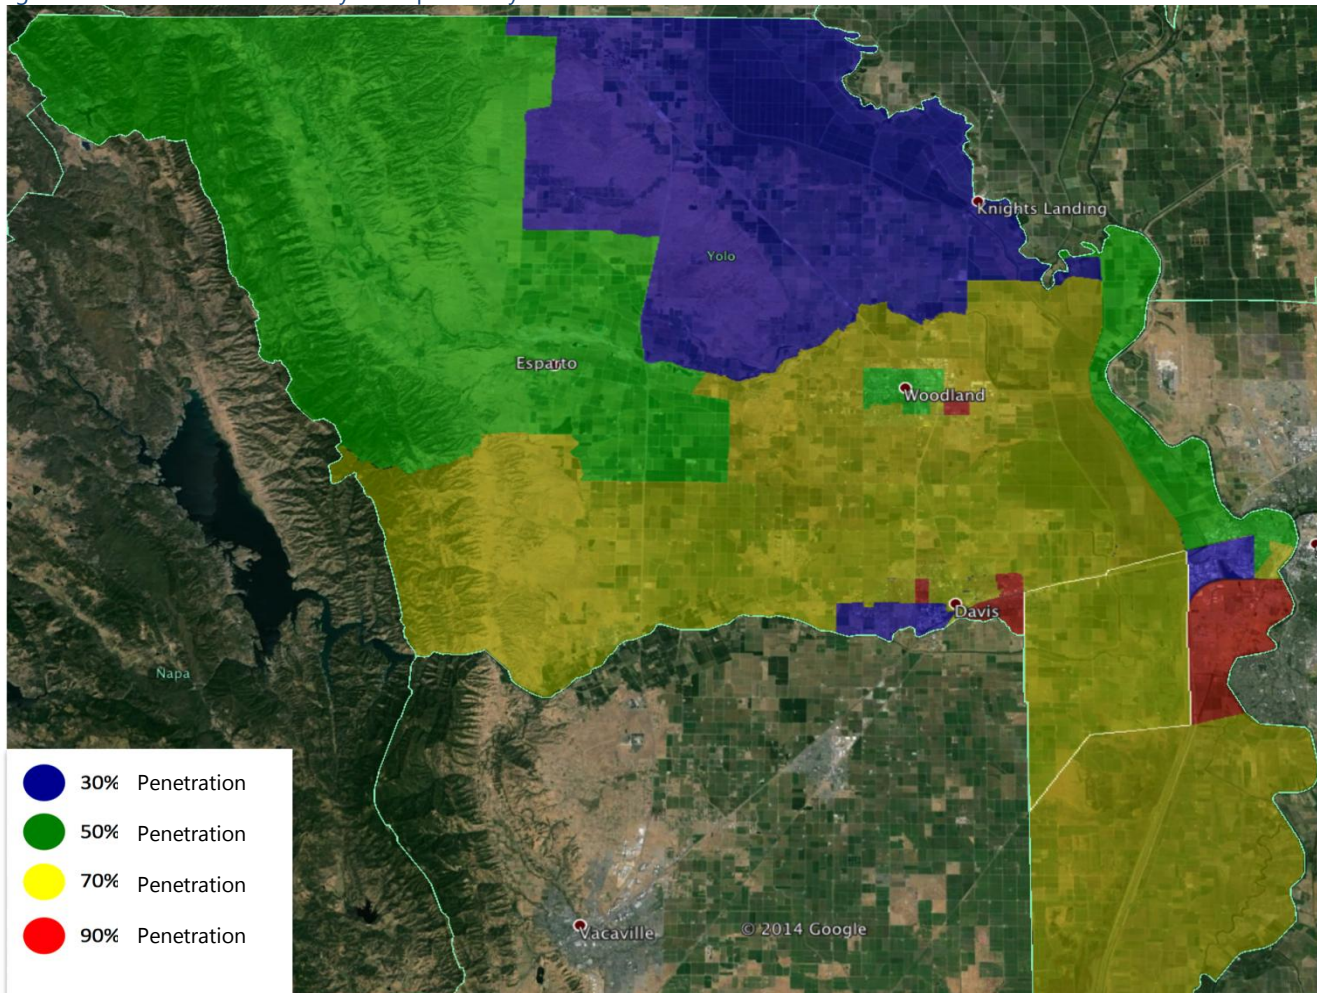 Knights Landing
Yolo
Esparto
Woodland
Davis
Napa
30% Penetration
50% Penetration
70% Penetration
90% Penetration
Vacaville
© 2014 Google